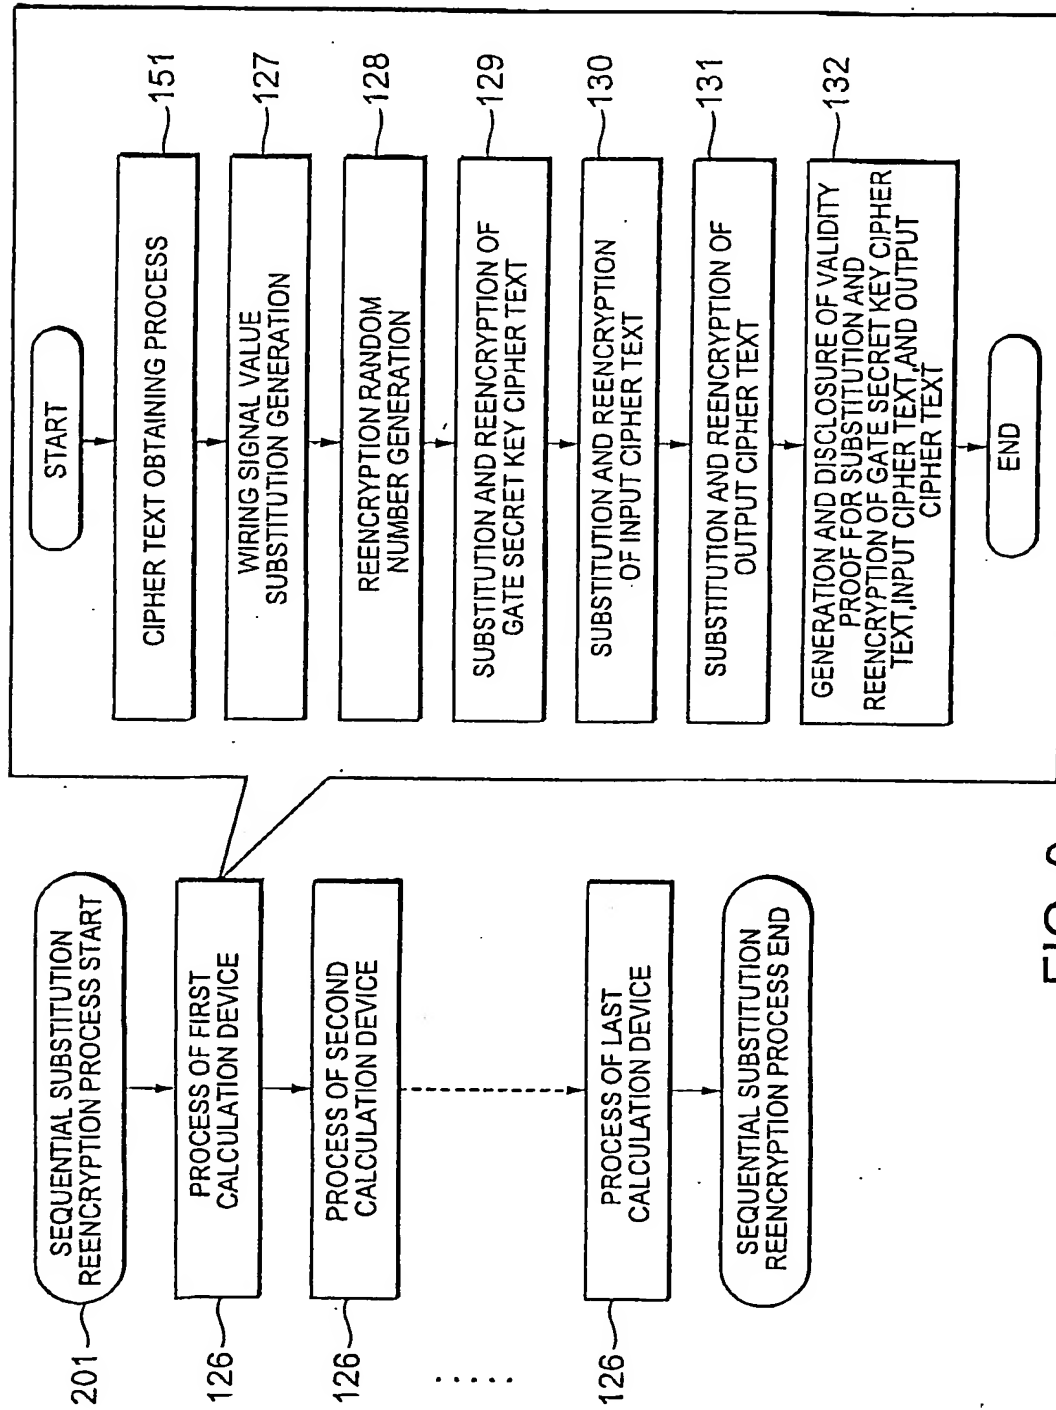 201
SEQUENTIAL SUBSTITUTION
REENCRYPTION PROCESS START
126
PROCESS OF FIRST
CALCULATION DEVICE
126
PROCESS OF SECOND
CALCULATION DEVICE
.....
126
PROCESS OF LAST
CALCULATION DEVICE
SEQUENTIAL SUBSTITUTION
REENCRYPTION PROCESS END
START
CIPHER TEXT OBTAINING PROCESS
151
WIRING SIGNAL VALUE
SUBSTITUTION GENERATION
127
REENCRYPTION RANDOM
NUMBER GENERATION
128
SUBSTITUTION AND REENCRYPTION OF
GATE SECRET KEY CIPHER TEXT
129
SUBSTITUTION AND REENCRYPTION
OF INPUT CIPHER TEXT
130
SUBSTITUTION AND REENCRYPTION OF
OUTPUT CIPHER TEXT
131
GENERATION AND DISCLOSURE OF VALIDITY
PROOF FOR SUBSTITUTION AND
REENCRYPTION OF GATE SECRET KEY CIPHER
TEXT,INPUT CIPHER TEXT,AND OUTPUT
CIPHER TEXT
132
END
FIG.